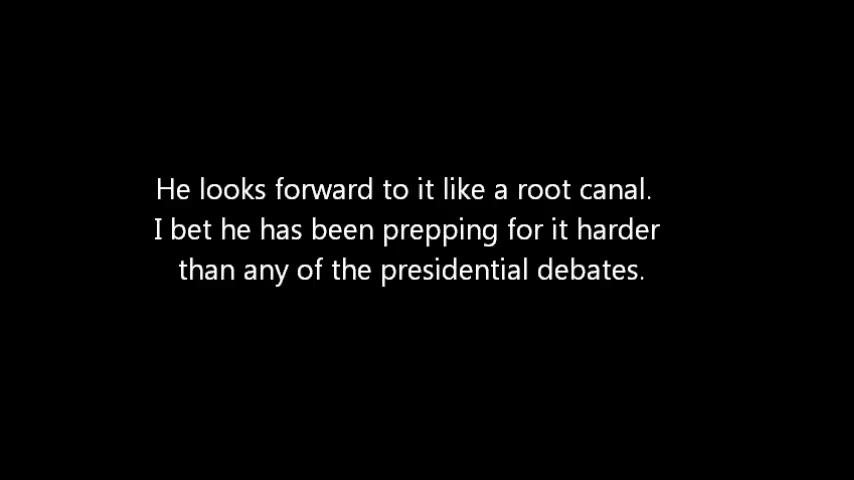 He looks forward to it like a root canal.
I bet he has been prepping for it harder
than any of the presidential debates.